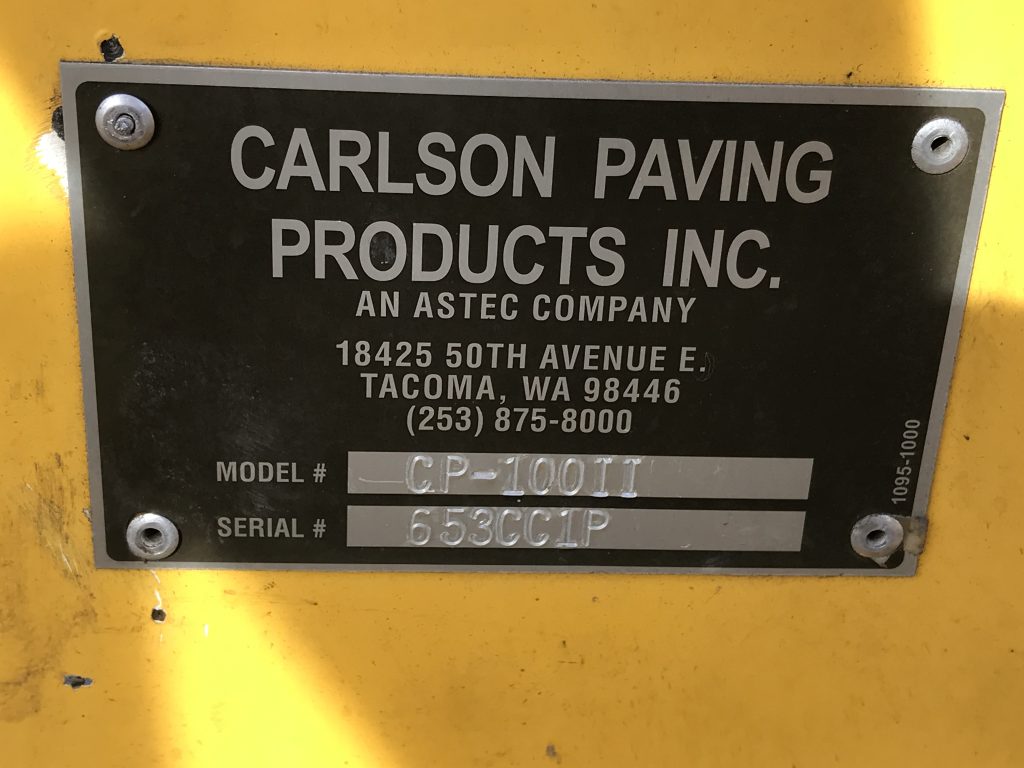 CARLSON PAVING
PRODUCTS INC.
AN ASTEC COMPANY
18425 50TH AVENUE E.
TACOMA, WA 98446
(253) 875-8000
MODEL # CP-100II
SERIAL # 653CC1P
1095-1000